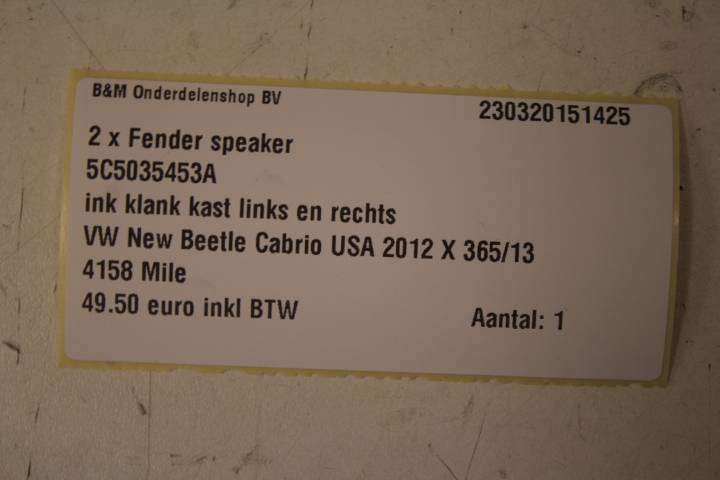 B&M Onderdelenshop BV
230320151425
2 x Fender speaker
5C5035453A
ink klank kast links en rechts
VW New Beetle Cabrio USA 2012 X 365/13
4158 Mile
49.50 euro inkl BTW
Aantal: 1